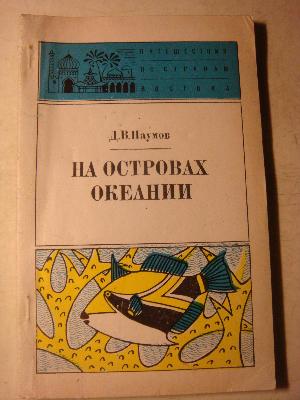 ПУТЕШЕСТВИЯ
ПО СТРАНАМ
ВОСТОКА
Д.В.Наумов
НА ОСТРОВАХ
ОКЕАНИИ